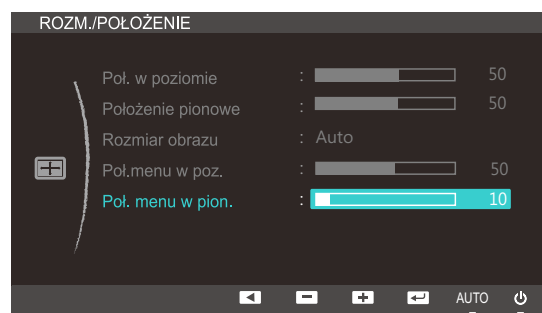 ROZM./POŁOŻENIE
Poł. w poziomie : 50
Położenie pionowe : 50
Rozmiar obrazu : Auto
Poł.menu w poz. : 50
Poł. menu w pion. : 10
AUTO